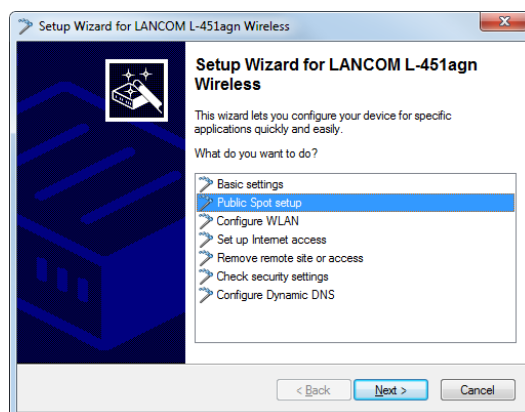 Setup Wizard for LANCOM L-451agn Wireless
Setup Wizard for LANCOM L-451agn
Wireless
This wizard lets you configure your device for specific
applications quickly and easily.
What do you want to do?
Basic settings
Public Spot setup
Configure WLAN
Set up Internet access
Remove remote site or access
Check security settings
Configure Dynamic DNS
< Back
Next >
Cancel